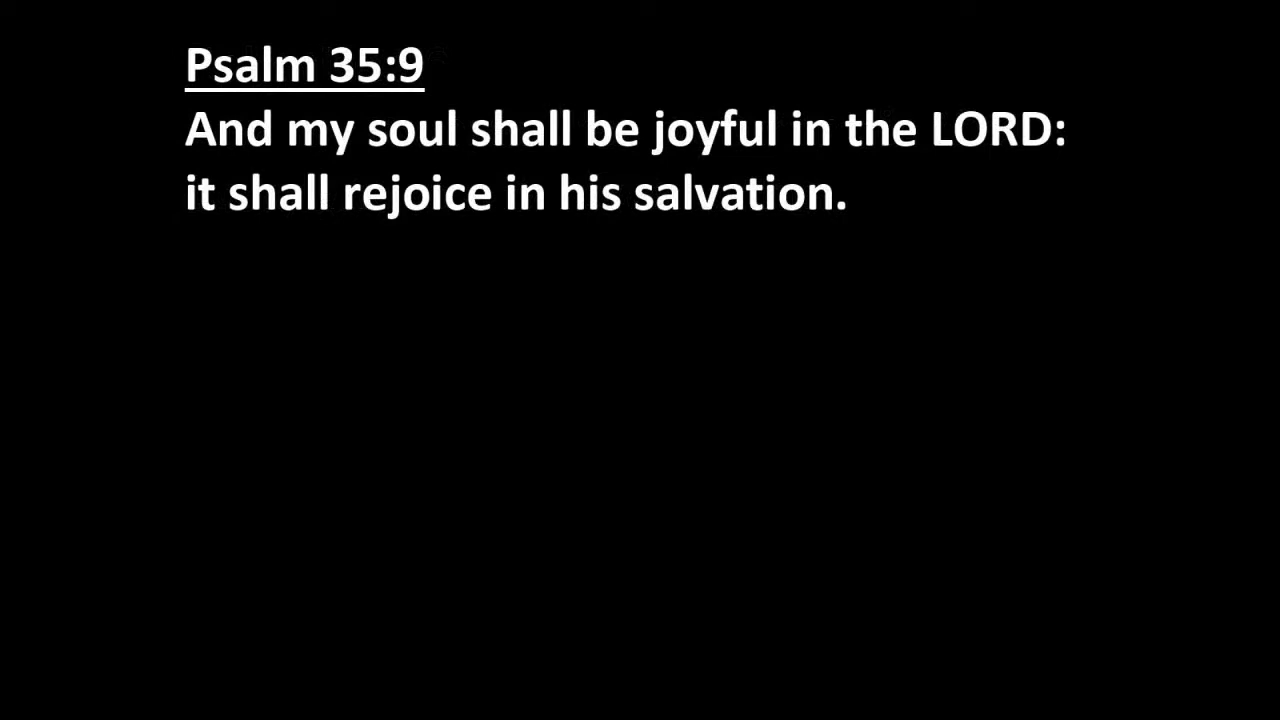 Psalm 35:9
And my soul shall be joyful in the LORD:
it shall rejoice in his salvation.